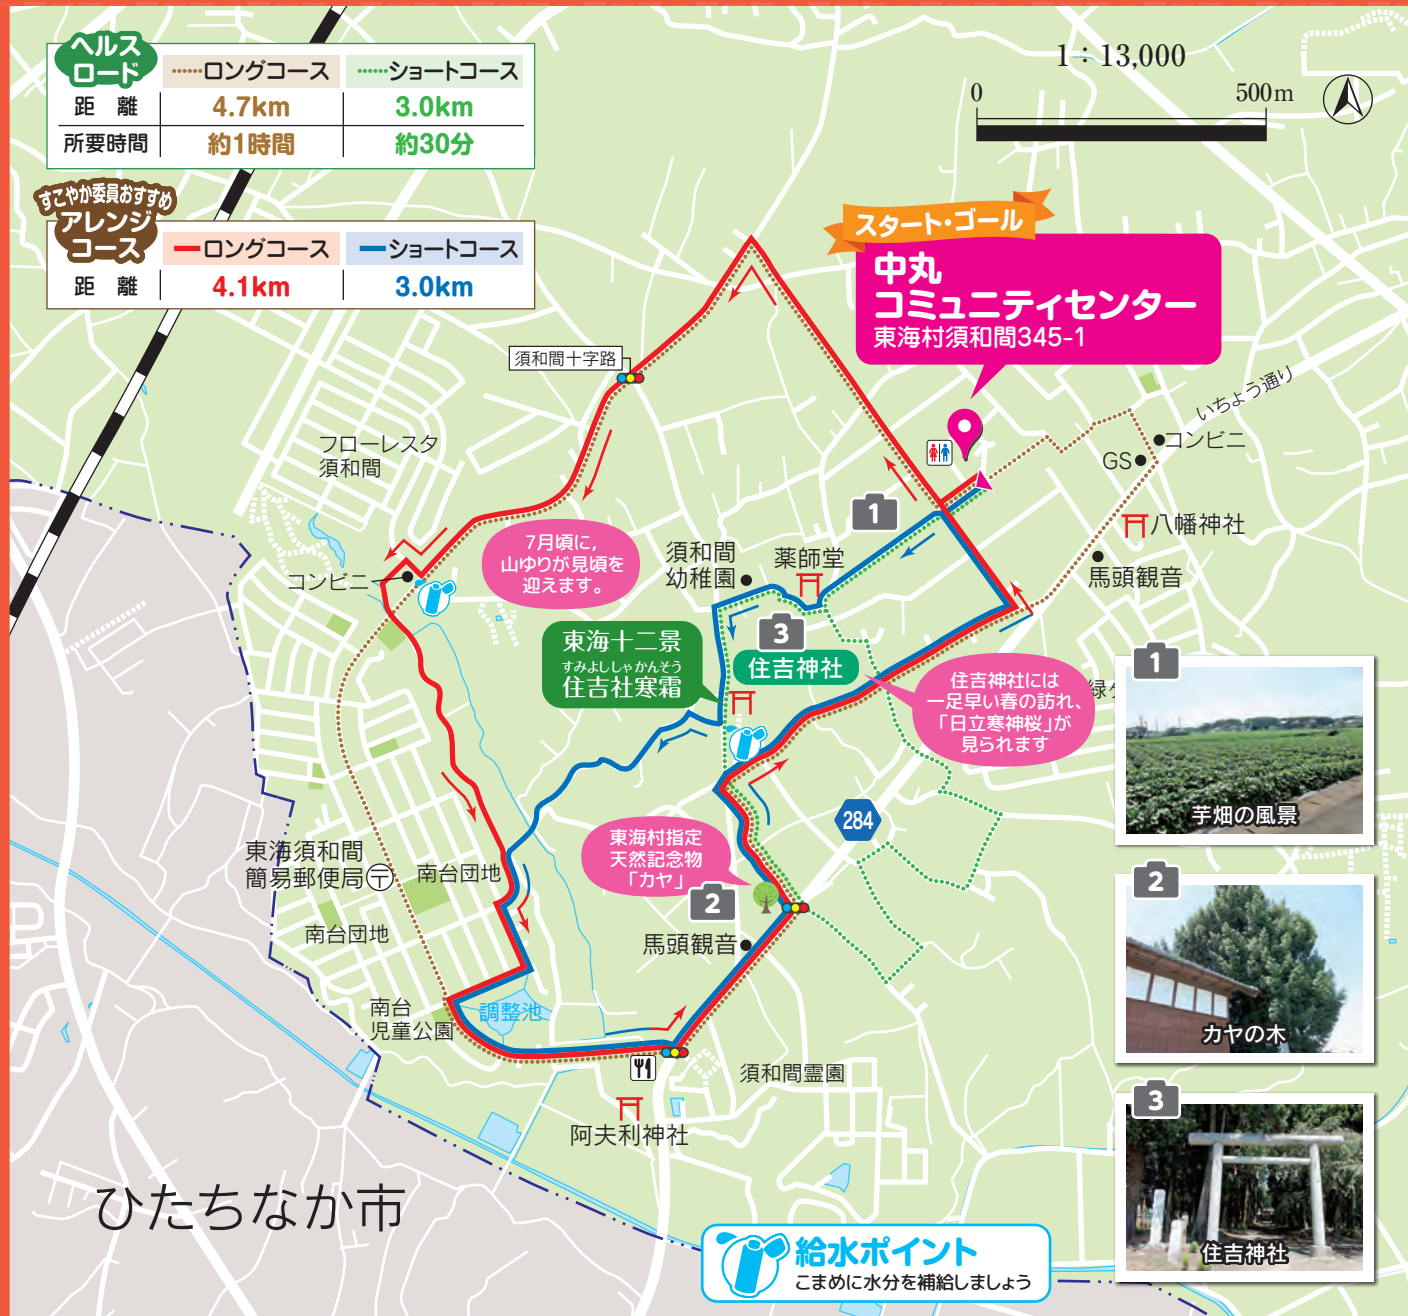 ヘルス
ロード
ロングコース ショートコース
距離 4.7km 3.0km
所要時間 約1時間 約30分
すこやか委員おすすめ
アレンジ
コース
ロングコース ショートコース
距離 4.1km 3.0km
1：13,000
0 500m
スタート・ゴール
中丸
コミュニティセンター
東海村須和間345-1
須和間十字路
いちょう通り
コンビニ
GS
フローレスタ
須和間
八幡神社
馬頭観音
1
7月頃に，
山ゆりが見頃を
迎えます。
須和間
幼稚園
薬師堂
コンビニ
3
住吉神社
東海十二景
すみよししゃかんそう
住吉社寒霜
住吉神社には
一足早い春の訪れ、
「日立寒神桜」が
見られます
緑ケ
284
東海村指定
天然記念物
「カヤ」
2
馬頭観音
東海須和間
簡易郵便局
南台団地
南台団地
南台
児童公園
調整池
須和間霊園
阿夫利神社
ひたちなか市
1
芋畑の風景
2
カヤの木
3
住吉神社
給水ポイント
こまめに水分を補給しましょう